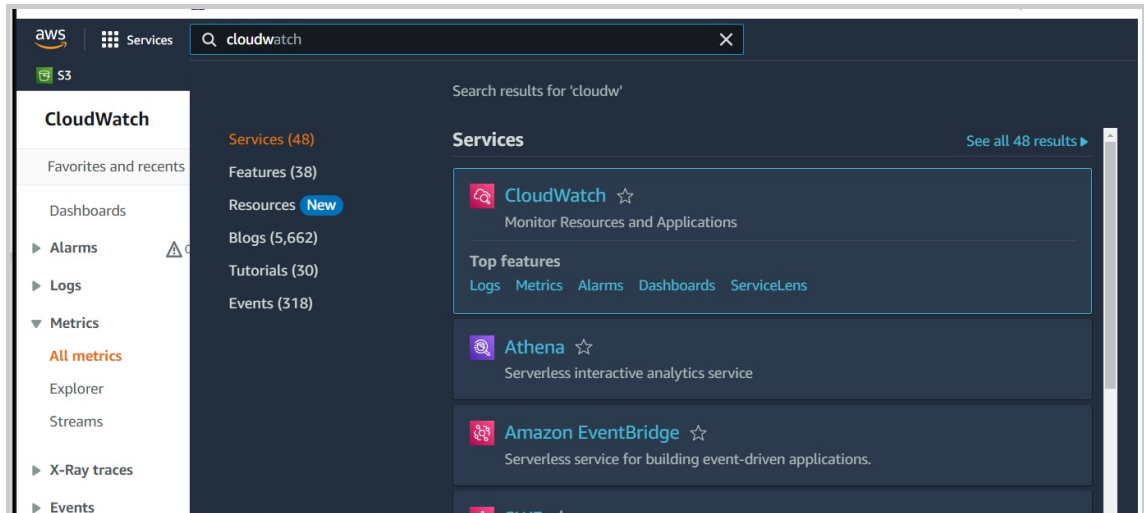 aws
Services
cloudwatch
S3
CloudWatch
Favorites and recents
Dashboards
Alarms
Logs
Metrics
All metrics
Explorer
Streams
X-Ray traces
Events
Search results for 'cloudw'
Services (48)
Features (38)
Resources New
Blogs (5,662)
Tutorials (30)
Events (318)
Services
See all 48 results
CloudWatch
Monitor Resources and Applications
Top features
Logs Metrics Alarms Dashboards ServiceLens
Athena
Serverless interactive analytics service
Amazon EventBridge
Serverless service for building event-driven applications.